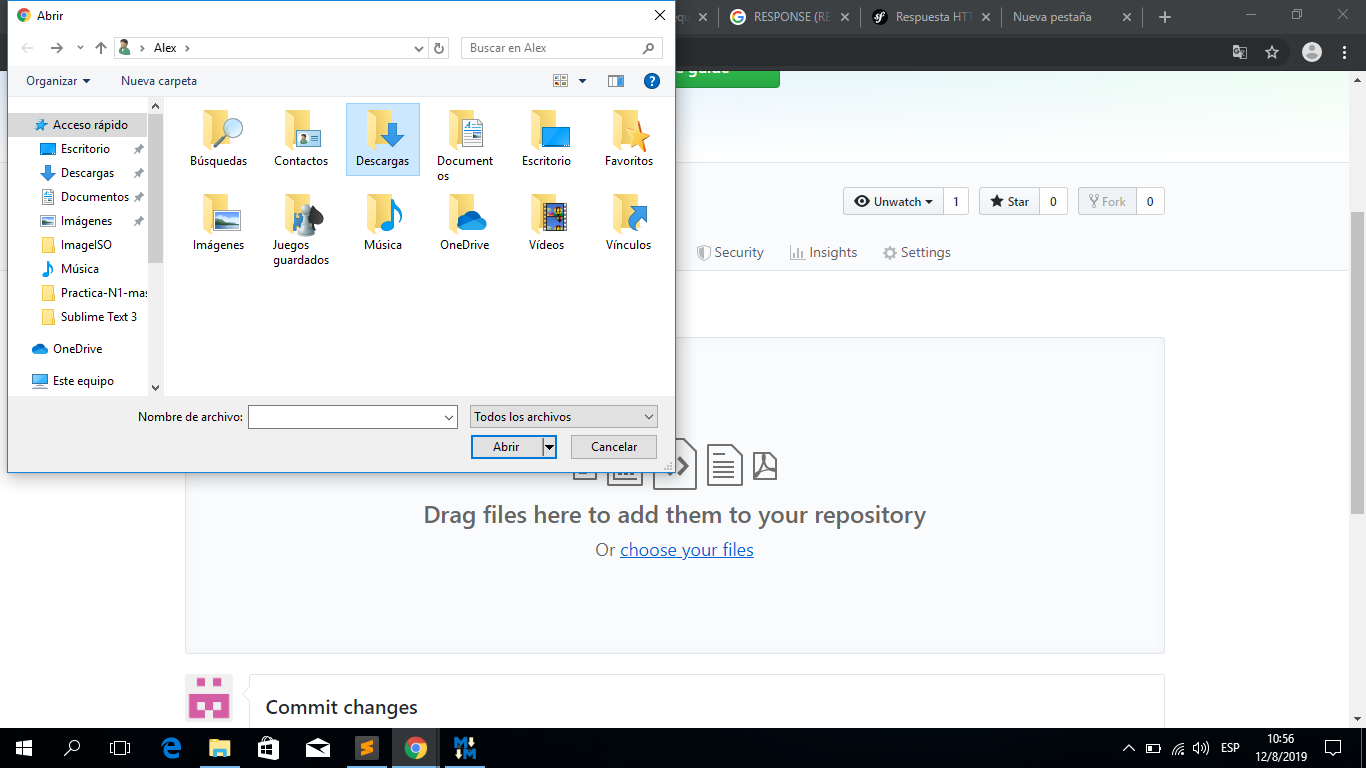 Abrir
equ
RESPONSE (RE
Respuesta HTT
Nueva pestaña
Alex
Buscar en Alex
Organizar
Nueva carpeta
Acceso rápido
Escritorio
Descargas
Documentos
Imágenes
ImageISO
Música
Practica-N1-mas
Sublime Text 3
OneDrive
Este equipo
Búsquedas
Contactos
Descargas
Document
os
Escritorio
Favoritos
Imágenes
Juegos
guardados
Música
OneDrive
Vídeos
Vínculos
Nombre de archivo:
Todos los archivos
Abrir
Cancelar
guide
Unwatch
1
Star
0
Fork
0
Security
Insights
Settings
Drag files here to add them to your repository
Or choose your files
Commit changes
ESP
10:56
12/8/2019